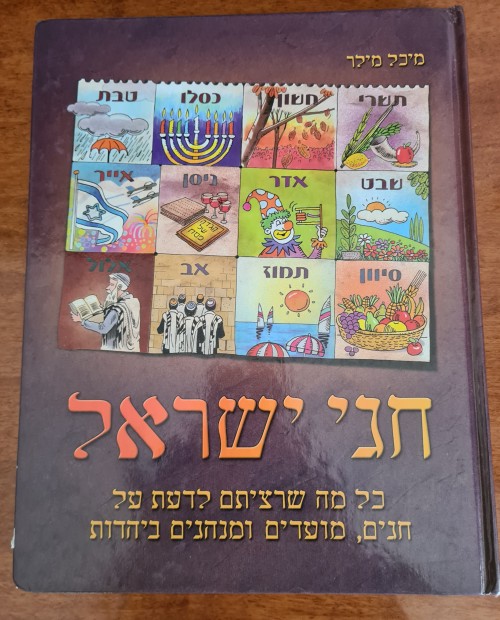 מיכל מילר
תשרי חשון כסלו טבת
שבט אדר ניסן אייר
סיוון תמוז אב אלול
חגי ישראל
כל מה שרציתם לדעת על
חגים, מועדים ומנהגים ביהדות